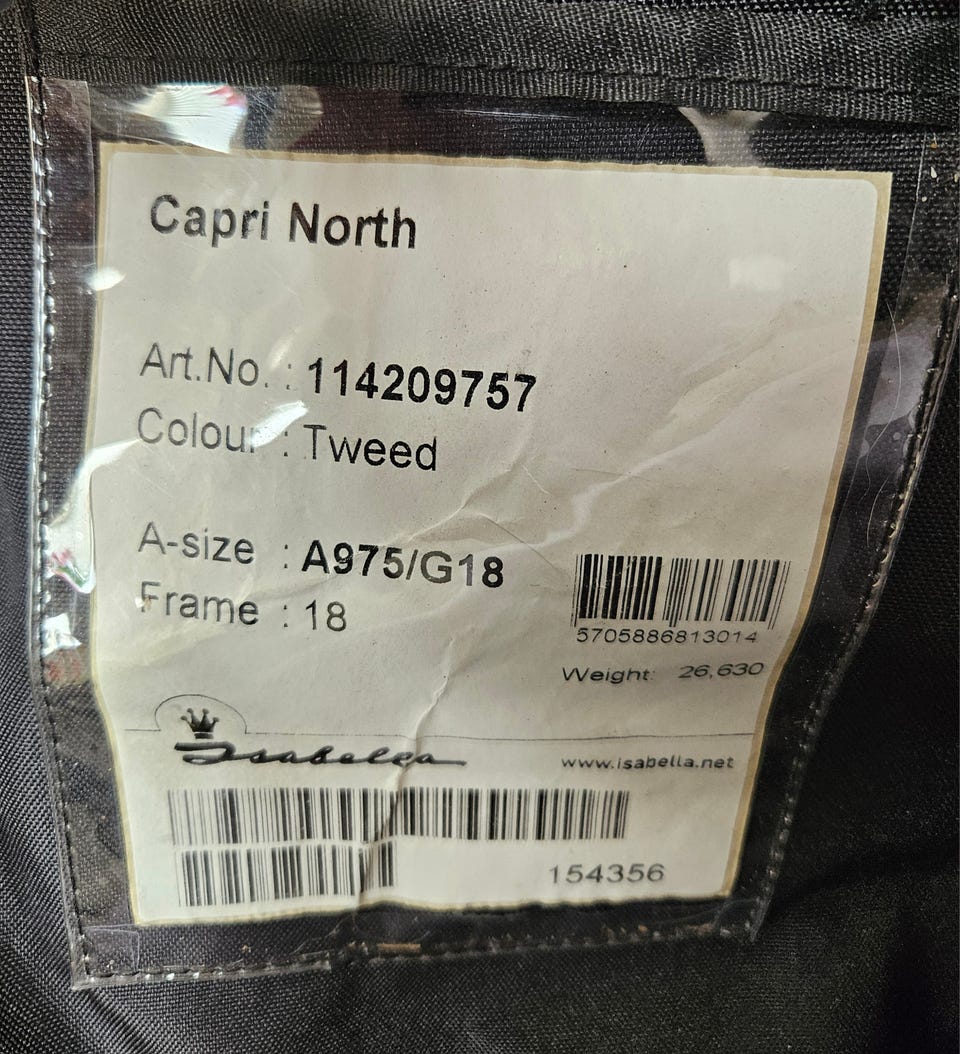 Capri North
Art.No. : 114209757
Colour : Tweed
A-size : A975/G18
Frame : 18
5705886813014
Weight: 26,630
Isabella
www.isabella.net
154356